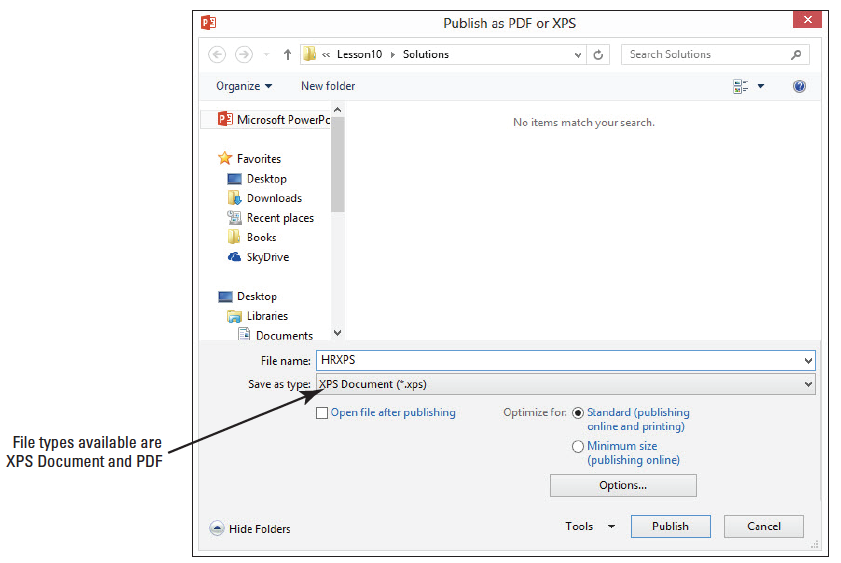 Publish as PDF or XPS
« Lesson10 Solutions
Search Solutions
Organize
New folder
Microsoft PowerPo
No items match your search.
Favorites
Desktop
Downloads
Recent places
Books
SkyDrive
Desktop
Libraries
Documents
File name: HRXPS
Save as type: XPS Document (*.xps)
Open file after publishing
Optimize for: Standard (publishing
online and printing)
Minimum size
(publishing online)
Options...
File types available are
XPS Document and PDF
Hide Folders
Tools
Publish
Cancel